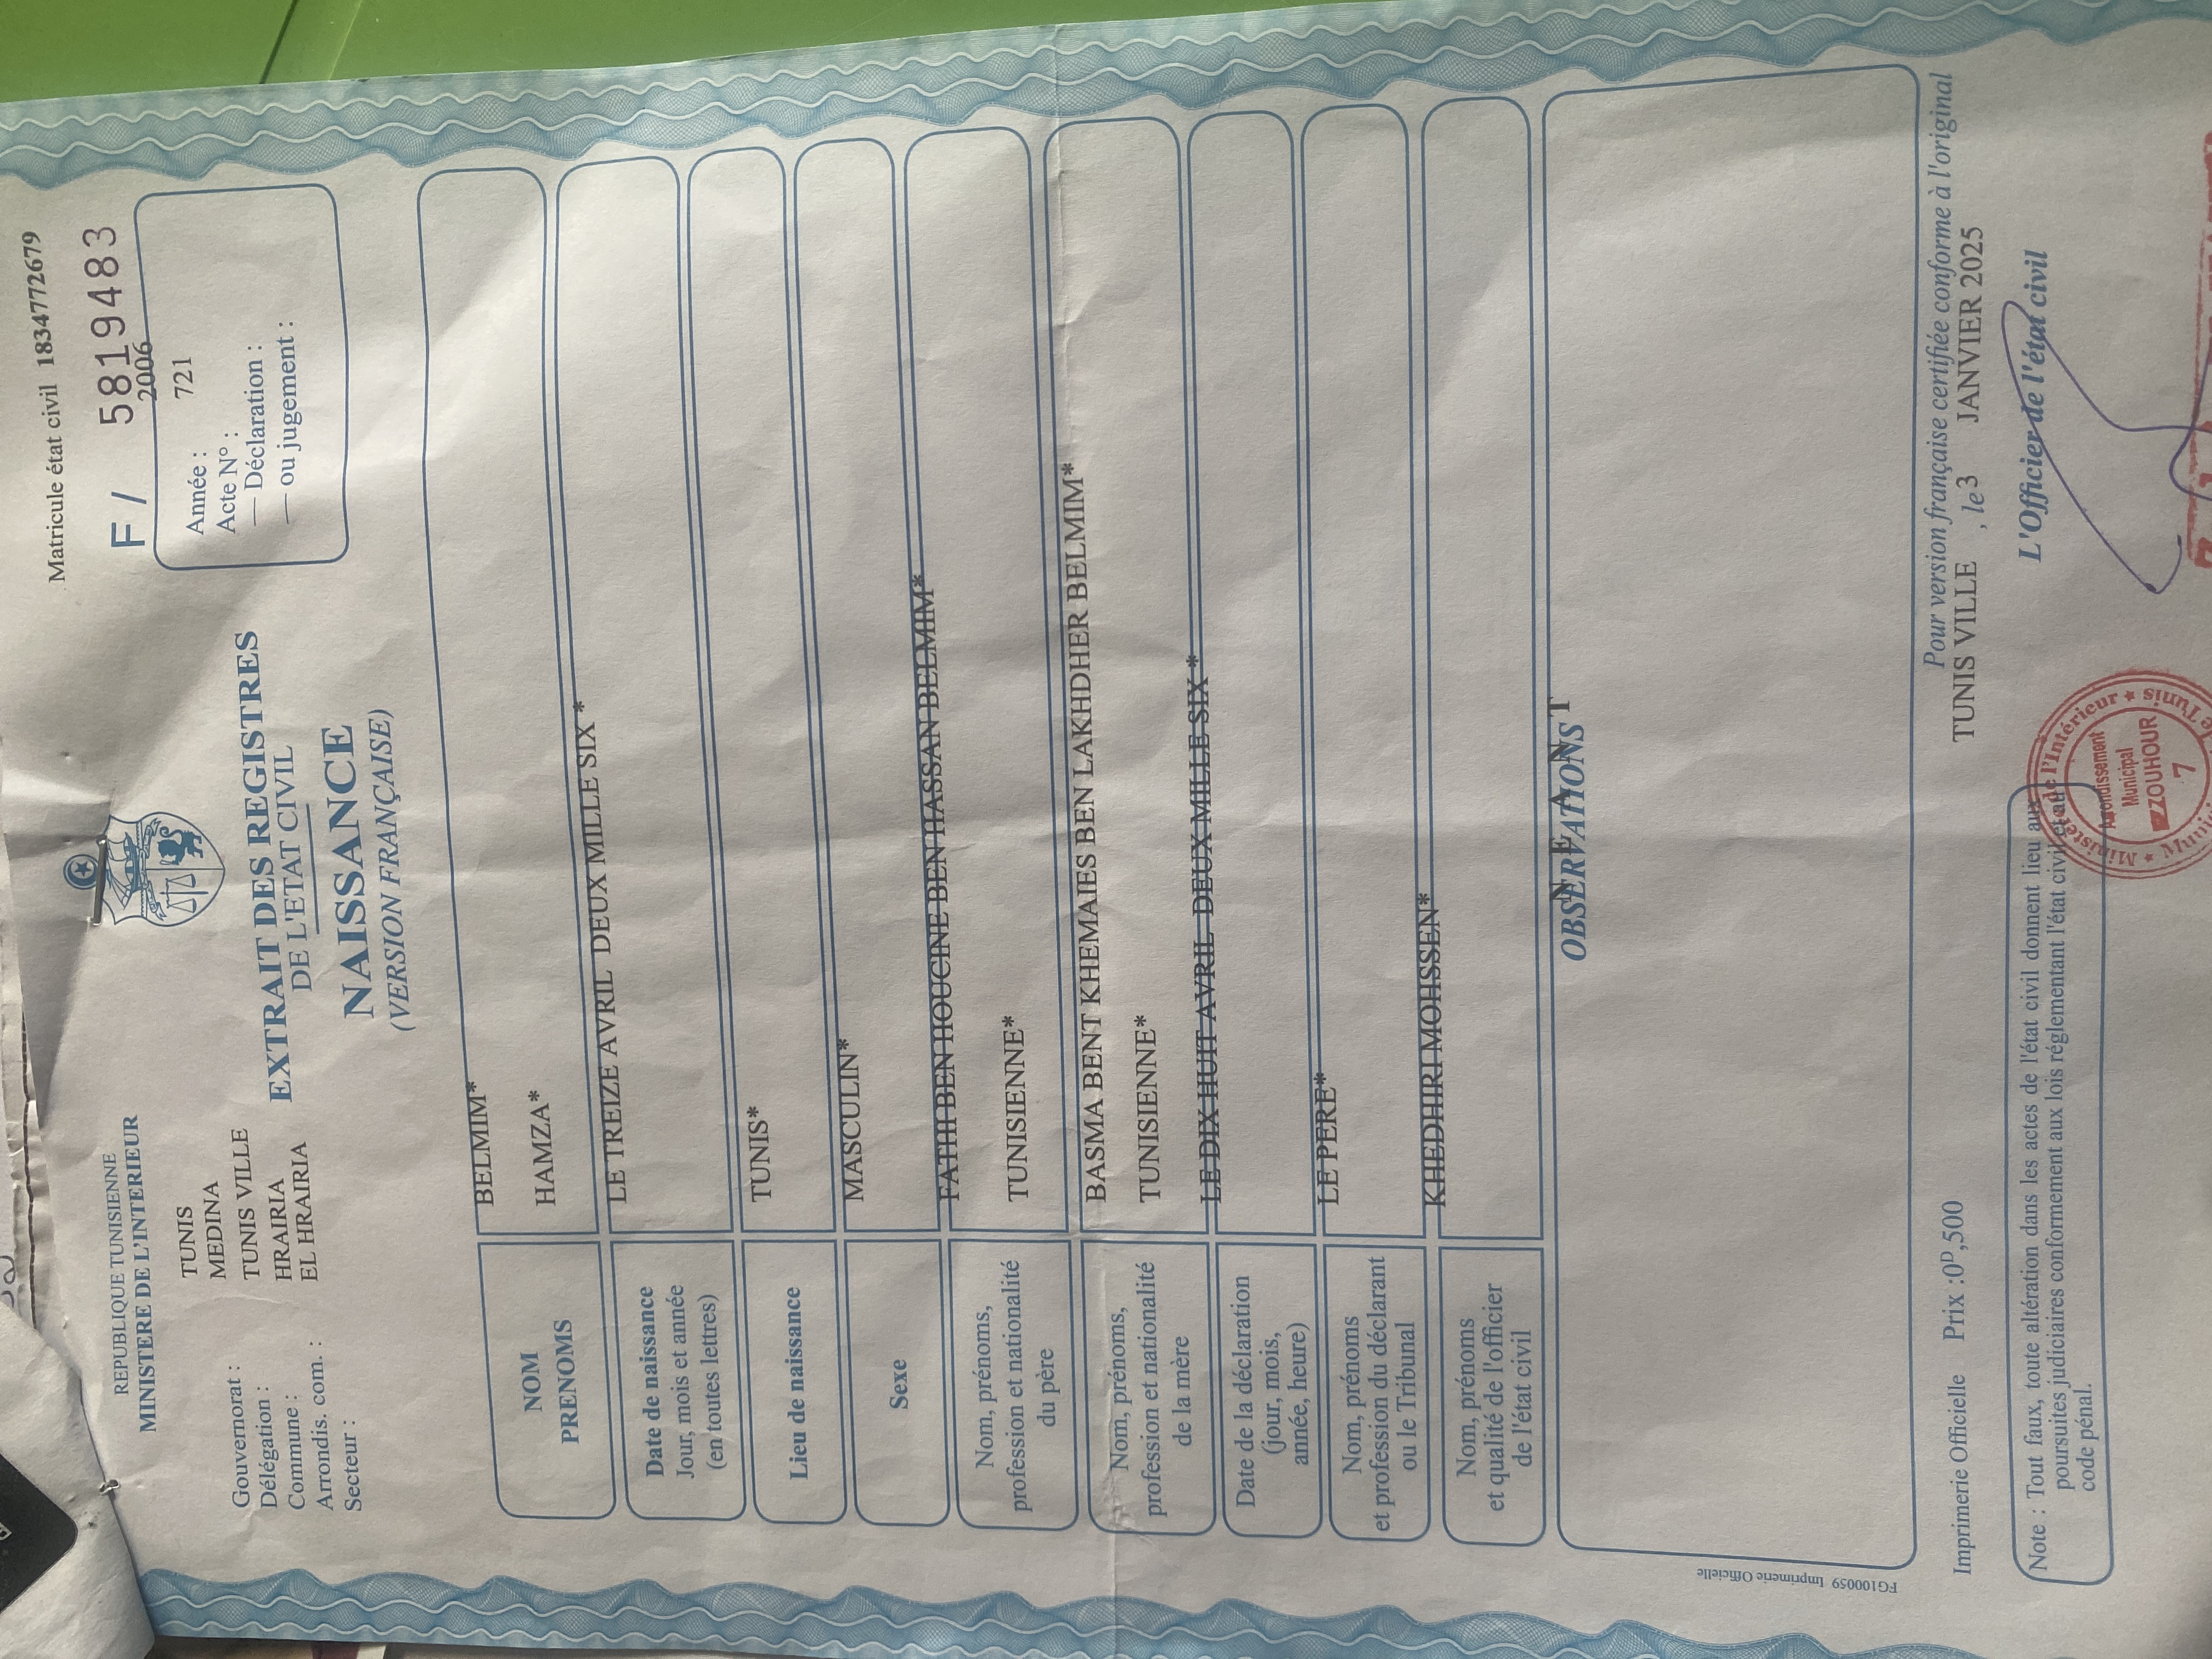 Matricule état civil 1834772679
REPUBLIQUE TUNISIENNE
MINISTERE DE L'INTERIEUR
F / 5819483
2006
Gouvernorat : TUNIS
Délégation : MEDINA
Commune : TUNIS VILLE
Arrondis. com. : HRAIRIA
Secteur : EL HRAIRIA
EXTRAIT DES REGISTRES
DE L'ETAT CIVIL
NAISSANCE
(VERSION FRANÇAISE)
Année :
Acte N° : 721
— Déclaration :
— ou jugement :
NOM
PRENOMS
BELMIM*
HAMZA*
Date de naissance
Jour, mois et année
(en toutes lettres)
LE TREIZE AVRIL DEUX MILLE SIX *
Lieu de naissance
TUNIS*
Sexe
MASCULIN*
Nom, prénoms,
profession et nationalité
du père
FATHI BEN HOUCINE BEN HASSAN BELMIM*
TUNISIENNE*
Nom, prénoms,
profession et nationalité
de la mère
BASMA BENT KHEMAIES BEN LAKHDHER BELMIM*
TUNISIENNE*
Date de la déclaration
(jour, mois,
année, heure)
LE DIX HUIT AVRIL DEUX MILLE SIX *
Nom, prénoms
et profession du déclarant
ou le Tribunal
LE PERE*
Nom, prénoms
et qualité de l'officier
de l'état civil
KHEDHIRI MOHSSEN*
OBSERVATIONS
N E A N T
FG100059 Imprimerie Officielle
Imprimerie Officielle Prix :0D,500
Pour version française certifiée conforme à l'original
TUNIS VILLE , le 3 JANVIER 2025
L'Officier de l'état civil
Note : Tout faux, toute altération dans les actes de l'état civil donnent lieu aux
poursuites judiciaires conformement aux lois réglementant l'état civil et au
code pénal.
Ministère de l'Intérieur
Arrondissement
Municipal
EZZOUHOUR
7
de Tunis